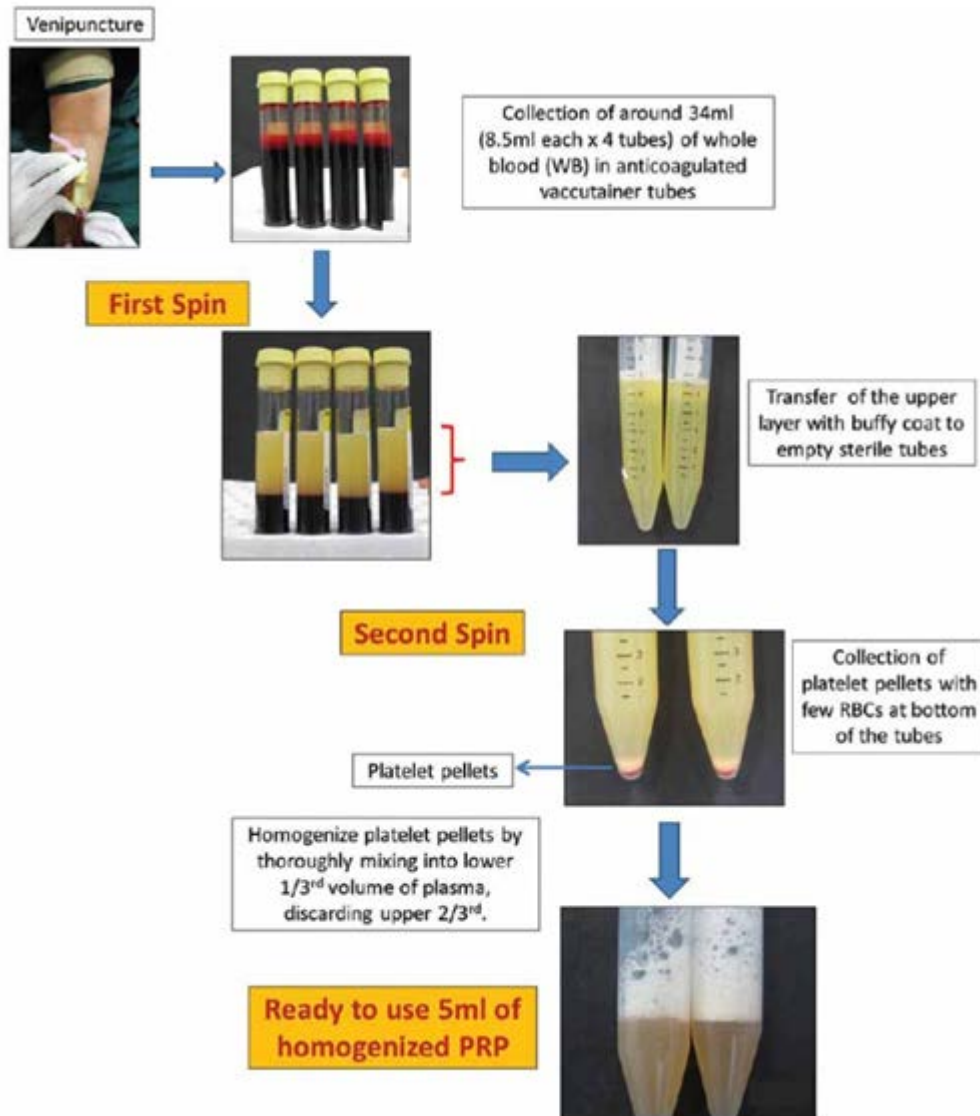 Venipuncture
Collection of around 34ml
(8.5ml each x 4 tubes) of whole
blood (WB) in anticoagulated
vaccutainer tubes
First Spin
Transfer of the upper
layer with buffy coat to
empty sterile tubes
Second Spin
Collection of
platelet pellets with
few RBCs at bottom
of the tubes
Platelet pellets
Homogenize platelet pellets by
thoroughly mixing into lower
1/3rd volume of plasma,
discarding upper 2/3rd.
Ready to use 5ml of
homogenized PRP